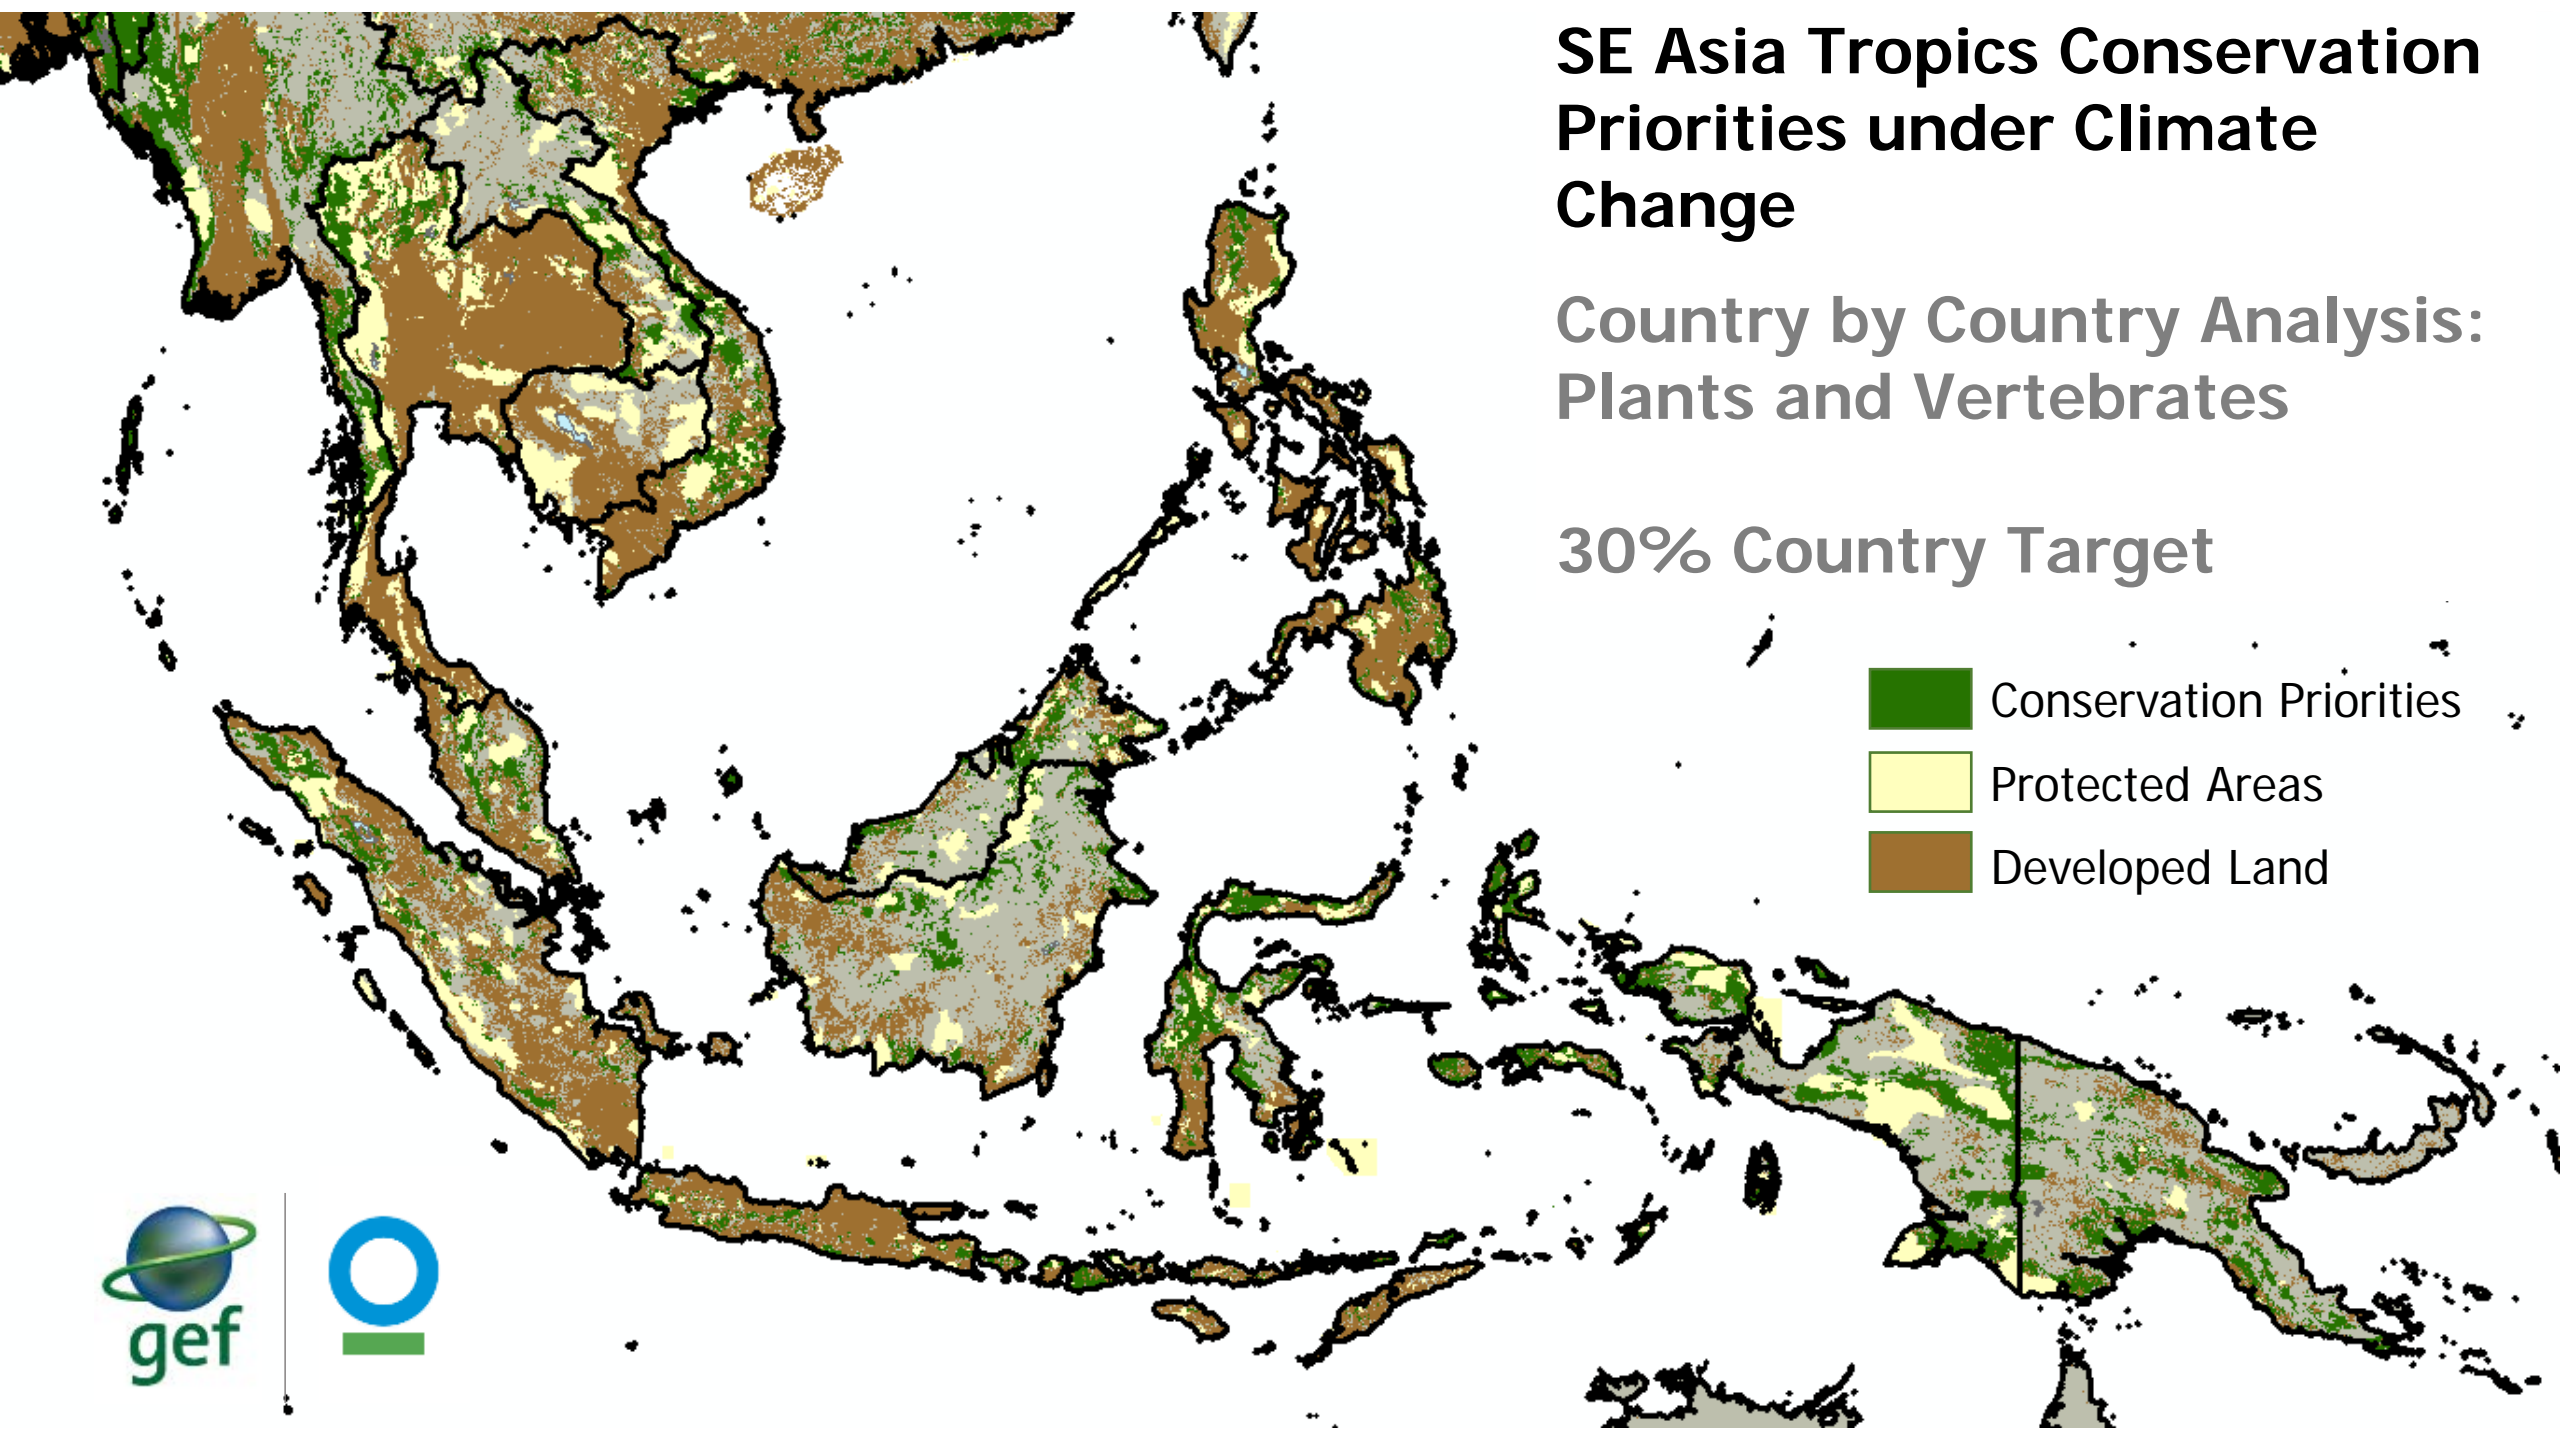 SE Asia Tropics Conservation
Priorities under Climate
Change
Country by Country Analysis:
Plants and Vertebrates
30% Country Target
Conservation Priorities
Protected Areas
Developed Land
gef